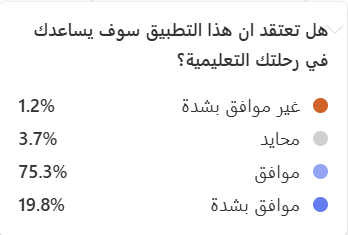 هل تعتقد ان هذا التطبيق سوف يساعدك
في رحلتك التعليمية؟
غير موافق بشدة 1.2%
محايد 3.7%
موافق 75.3%
موافق بشدة 19.8%